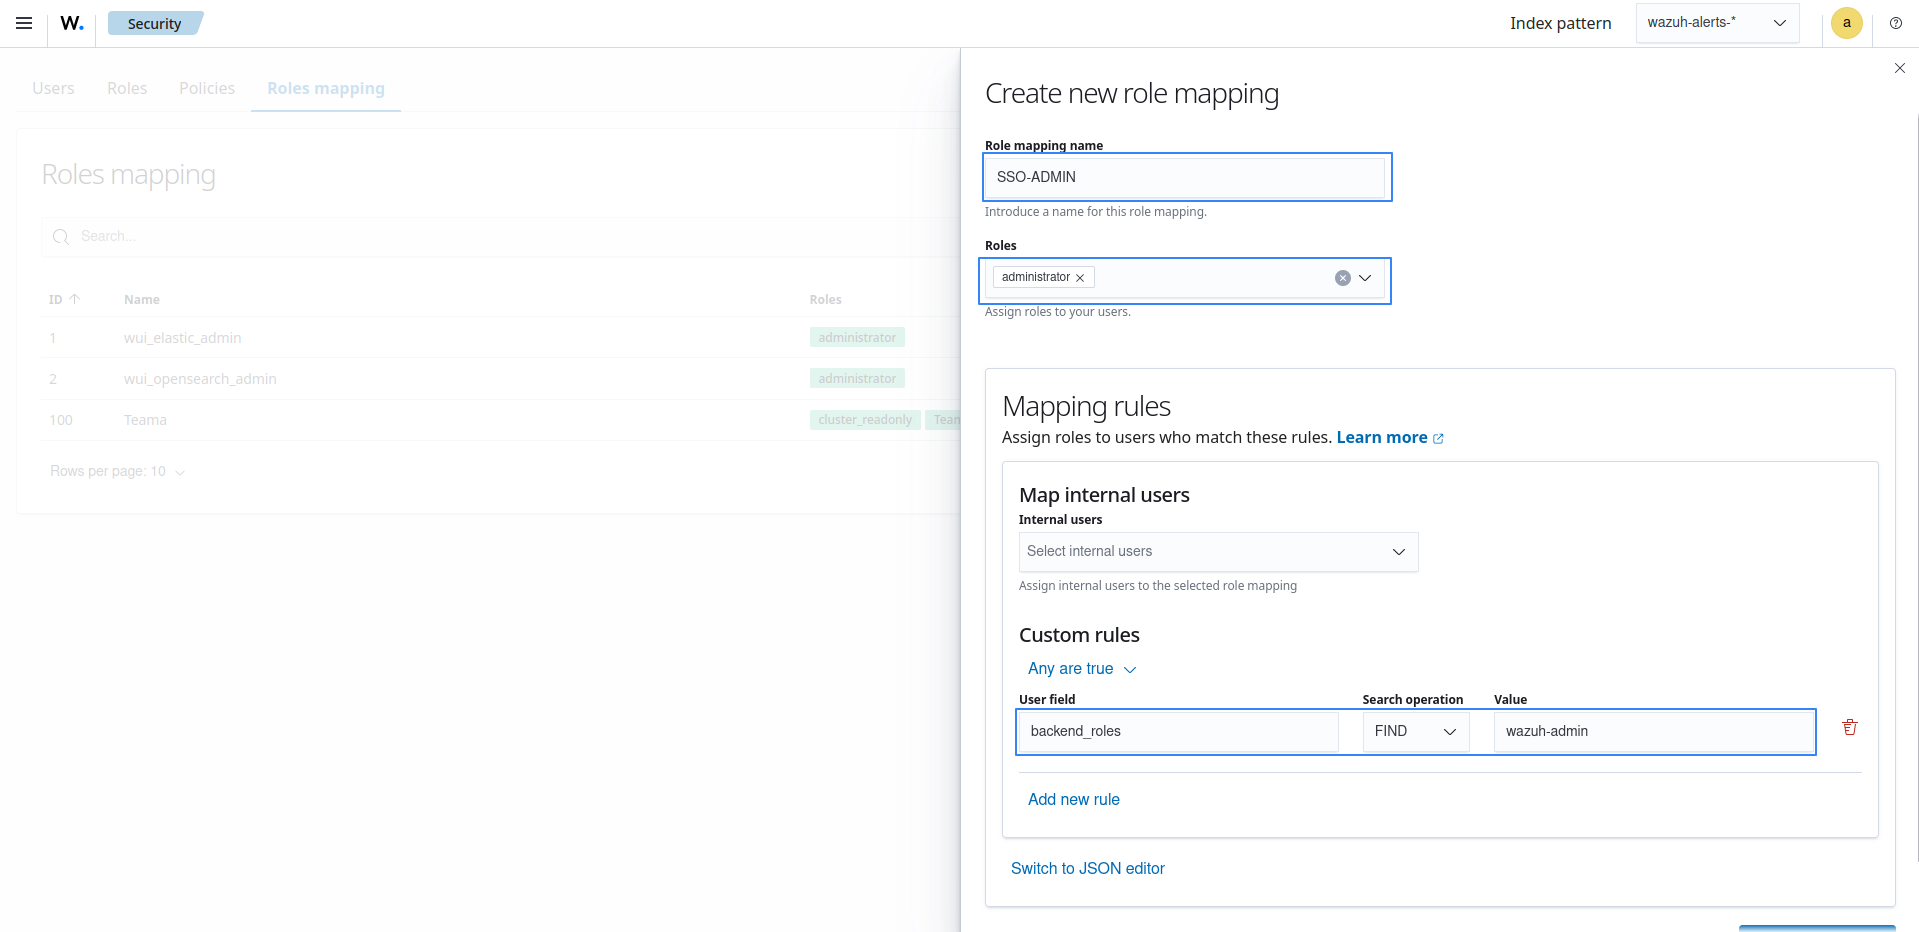 W. Security Index pattern wazuh-alerts-* a
Users Roles Policies Roles mapping
Roles mapping
Search...
ID Name Roles
1 wui_elastic_admin administrator
2 wui_opensearch_admin administrator
100 Teama cluster_readonly
Rows per page: 10
Create new role mapping
Role mapping name
SSO-ADMIN
Introduce a name for this role mapping.
Roles
administrator
Assign roles to your users.
Mapping rules
Assign roles to users who match these rules. Learn more
Map internal users
Internal users
Select internal users
Assign internal users to the selected role mapping
Custom rules
Any are true
User field Search operation Value
backend_roles FIND wazuh-admin
Add new rule
Switch to JSON editor